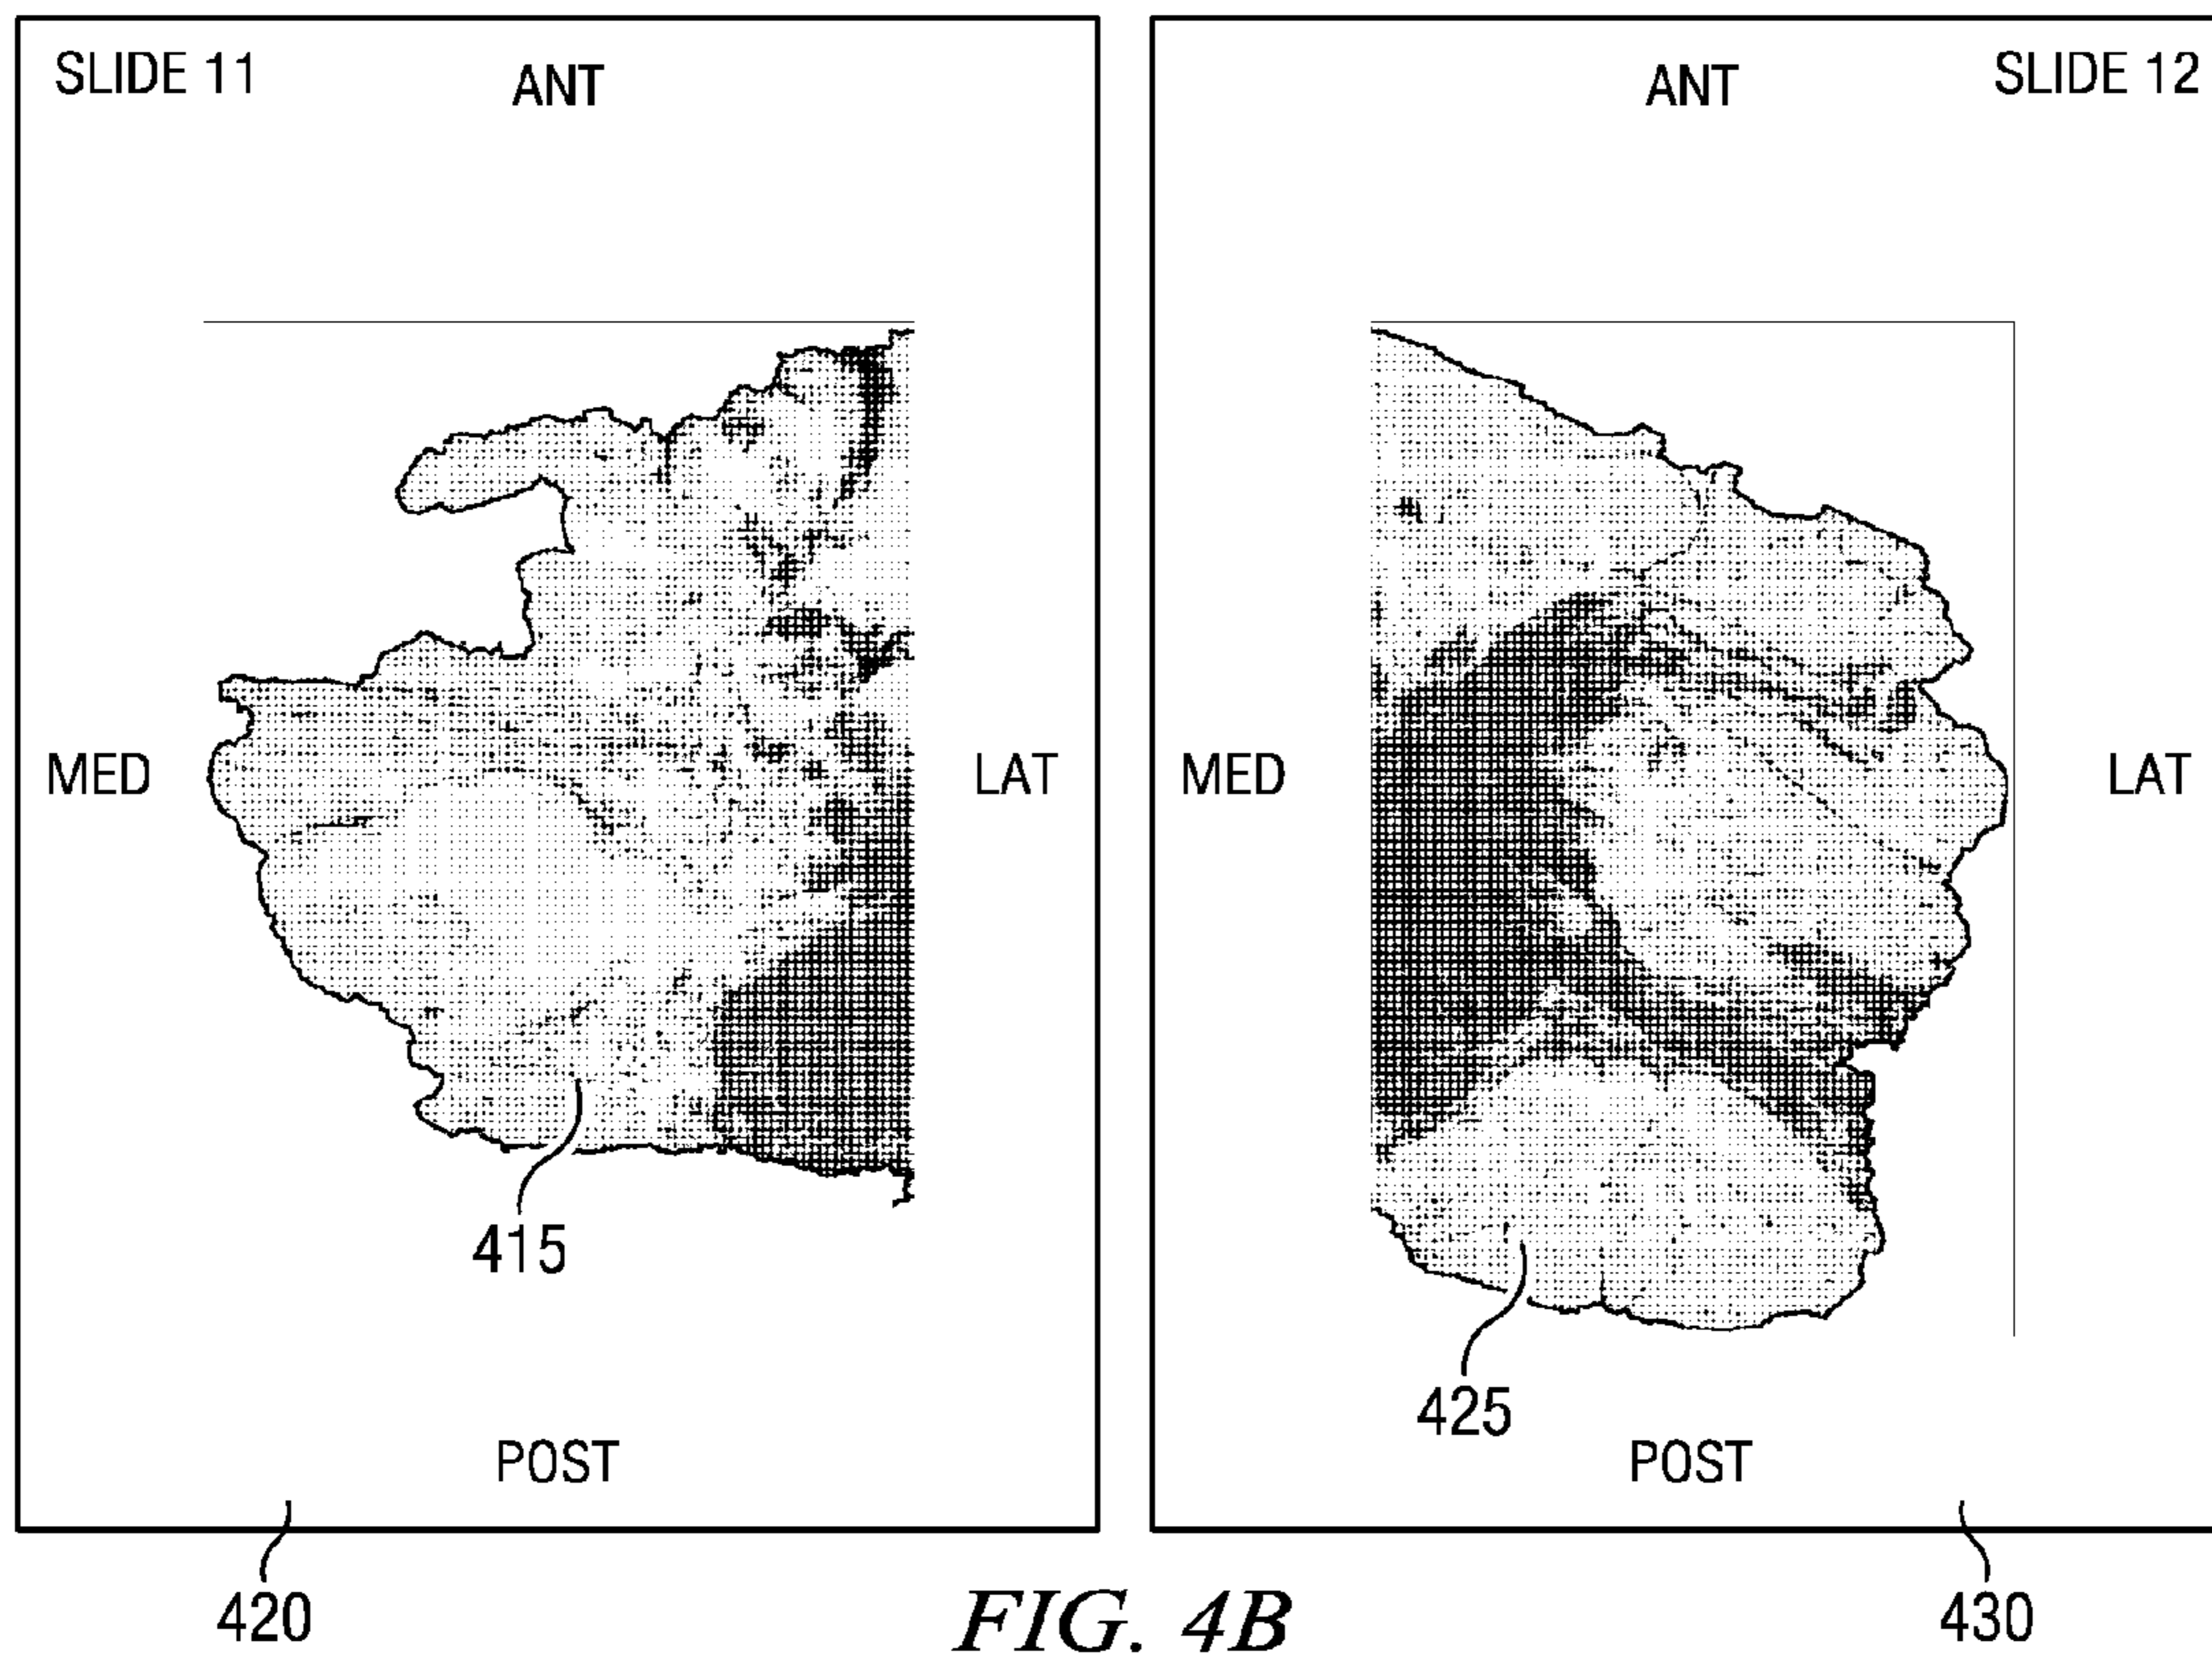 SLIDE 11
ANT
MED
LAT
415
POST
420
ANT
SLIDE 12
MED
LAT
425
POST
430
FIG. 4B